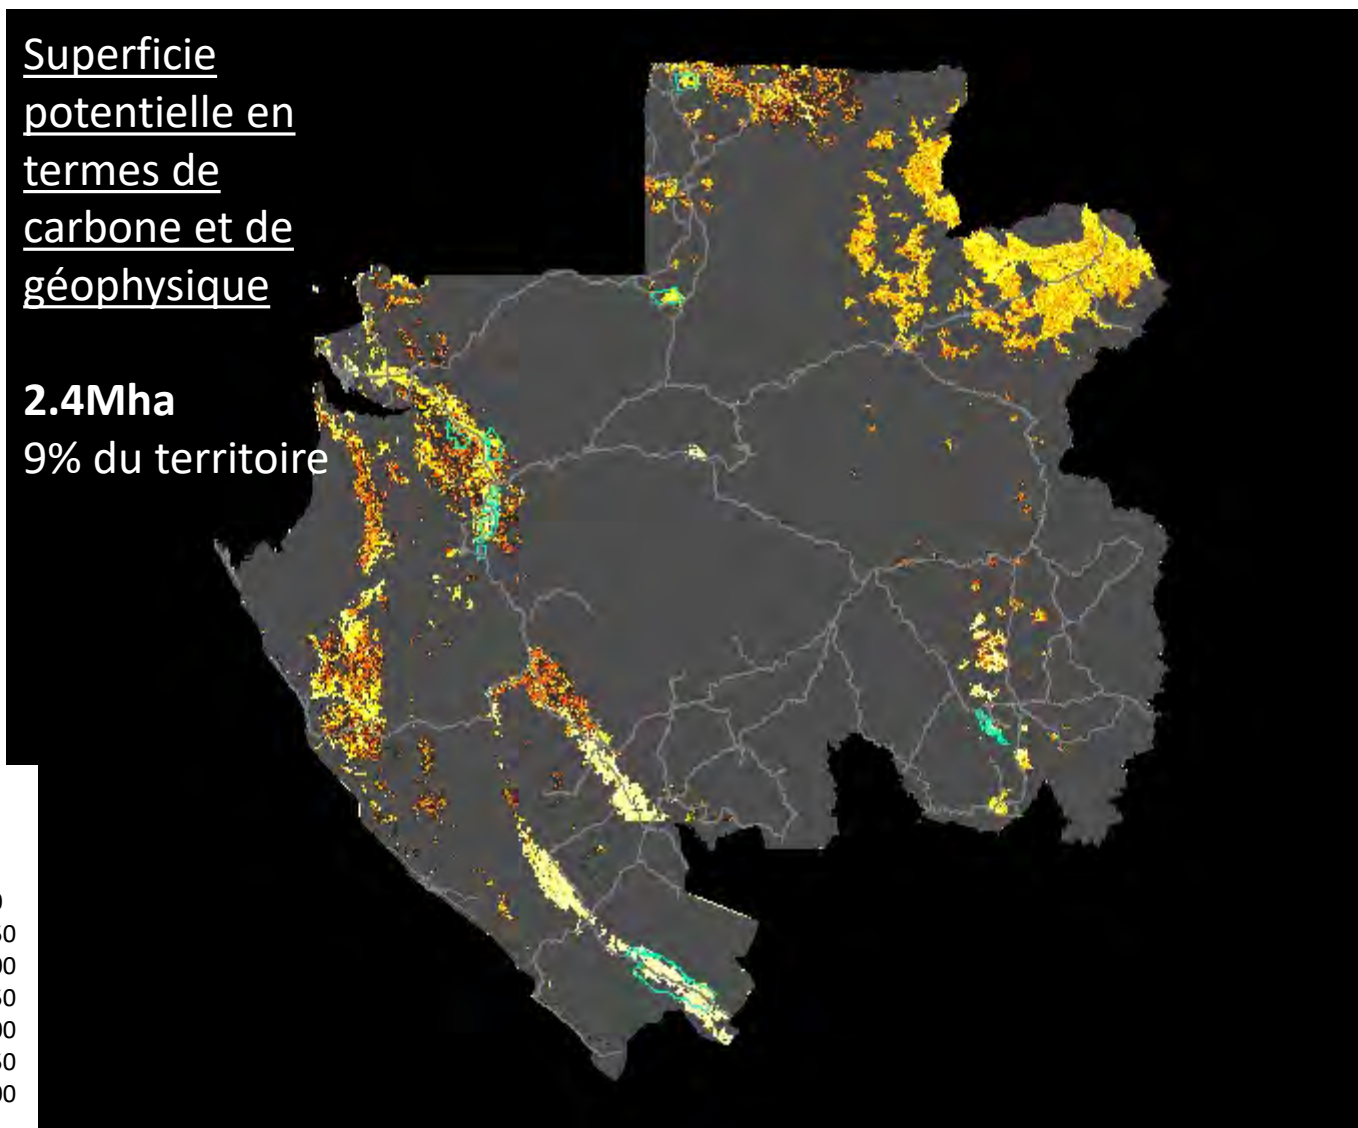 Superficie
potentielle en
termes de
carbone et de
géophysique
2.4Mha
9% du territoire